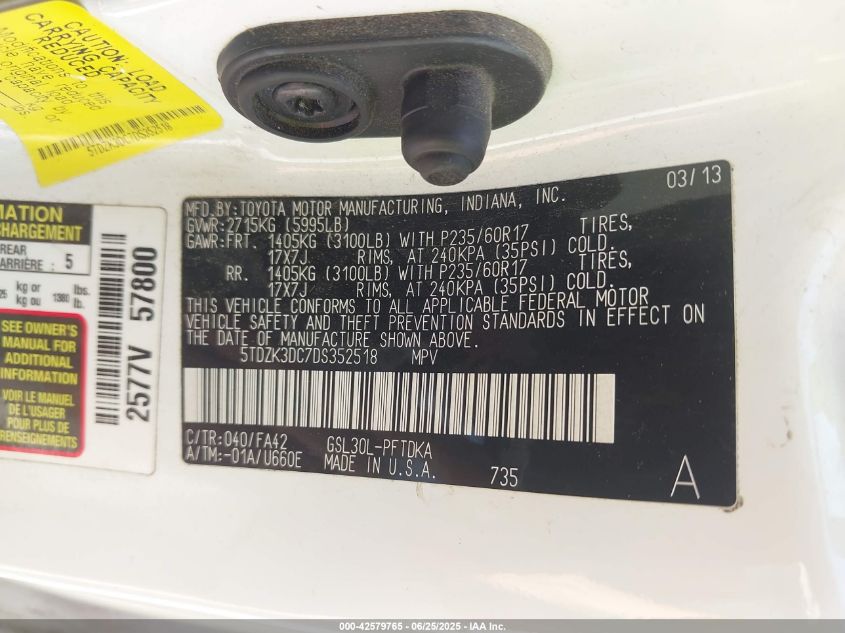 CAUTION: LOAD
CARRYING CAPACITY
REDUCED
Modifications to this
5TDZK3DC7DS352518
MFD.BY:TOYOTA MOTOR MANUFACTURING, INDIANA, INC. 03/13
GVWR:2715KG (5995LB)
GAWR:FRT. 1405KG (3100LB) WITH P235/60R17 TIRES,
17X7J RIMS, AT 240KPA (35PSI) COLD.
RR. 1405KG (3100LB) WITH P235/60R17 TIRES,
17X7J RIMS, AT 240KPA (35PSI) COLD.
THIS VEHICLE CONFORMS TO ALL APPLICABLE FEDERAL MOTOR
VEHICLE SAFETY AND THEFT PREVENTION STANDARDS IN EFFECT ON
THE DATE OF MANUFACTURE SHOWN ABOVE.
5TDZK3DC7DS352518 MPV
C/TR:040/FA42 GSL30L-PFTDKA
A/TM:-01A/U660E MADE IN U.S.A. 735 A
MATION
CHARGEMENT
REAR
ARRIÈRE : 5
kg or lbs.
kg ou 1380 lb.
SEE OWNER'S
MANUAL FOR
ADDITIONAL
INFORMATION
VOIR LE MANUEL
DE L'USAGER
POUR PLUS DE
RENSEIGNEMENTS
2577V 57800
000-42579765 - 06/25/2025 - IAA Inc.